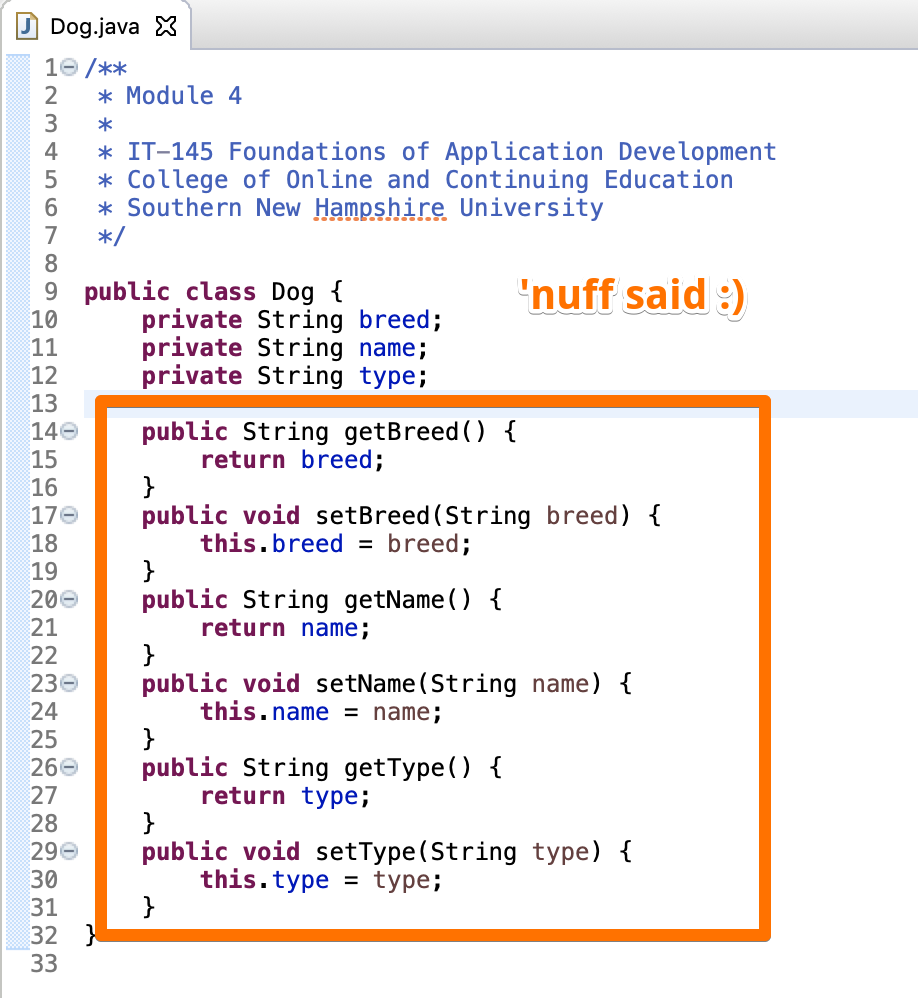 Dog.java
1 /**
2  * Module 4
3  *
4  * IT-145 Foundations of Application Development
5  * College of Online and Continuing Education
6  * Southern New Hampshire University
7  */
8
9 public class Dog {
'nuff said :)
10     private String breed;
11     private String name;
12     private String type;
13
14     public String getBreed() {
15         return breed;
16     }
17     public void setBreed(String breed) {
18         this.breed = breed;
19     }
20     public String getName() {
21         return name;
22     }
23     public void setName(String name) {
24         this.name = name;
25     }
26     public String getType() {
27         return type;
28     }
29     public void setType(String type) {
30         this.type = type;
31     }
32 }
33